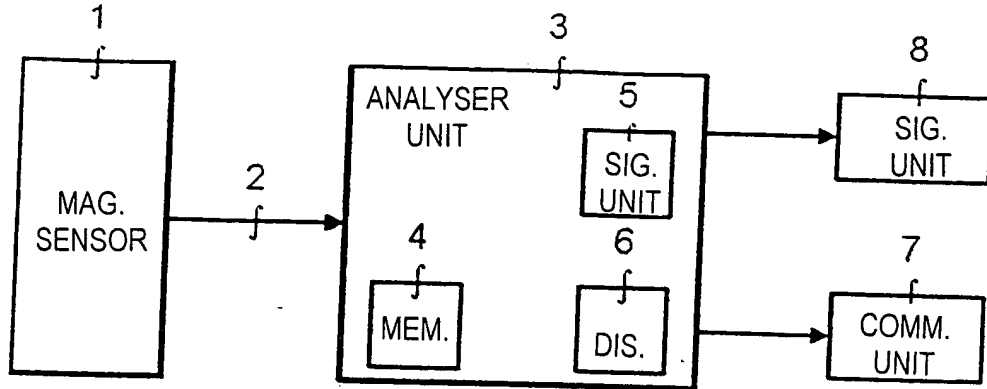 1
MAG.
SENSOR
2
3
ANALYSER
UNIT
4
MEM.
5
SIG.
UNIT
6
DIS.
8
SIG.
UNIT
7
COMM.
UNIT